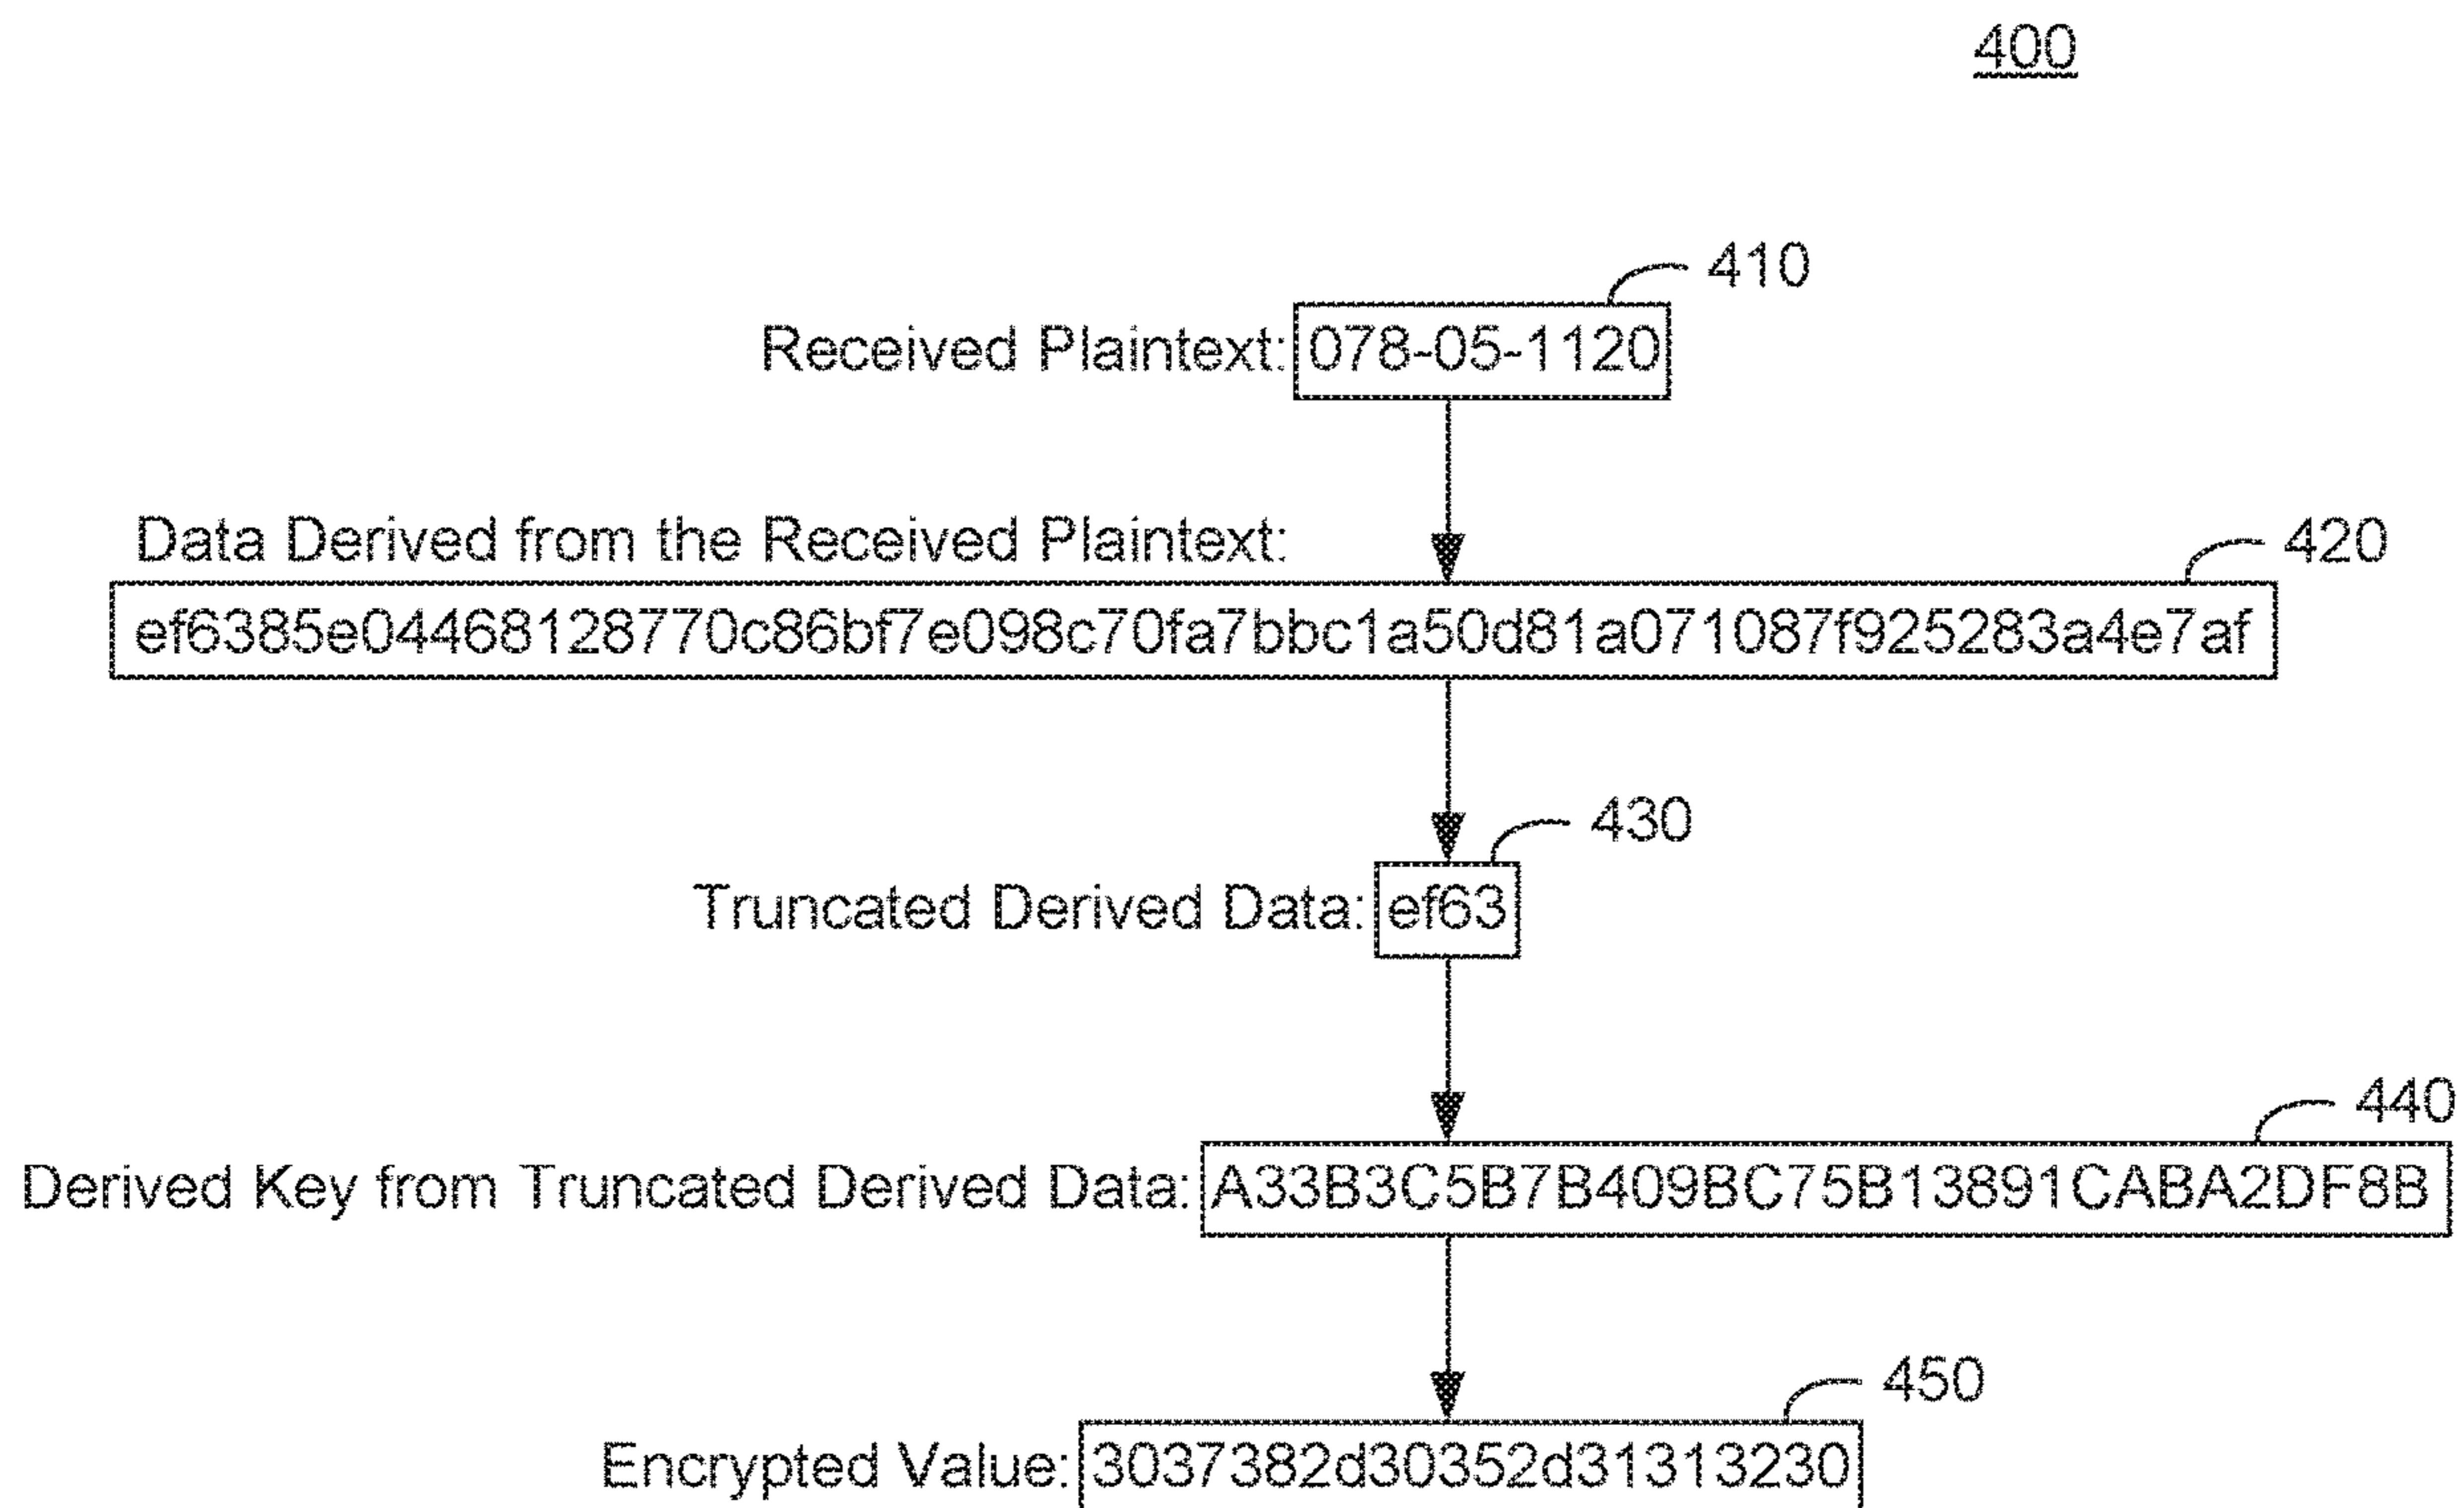 400
410
Received Plaintext: 078-05-1120
Data Derived from the Received Plaintext:
420
ef6385e04468128770c86bf7e098c70fa7bbc1a50d81a071087f925283a4e7af
430
Truncated Derived Data: ef63
440
Derived Key from Truncated Derived Data: A33B3C5B7B409BC75B13891CABA2DF8B
450
Encrypted Value: 3037382d30352d31313230